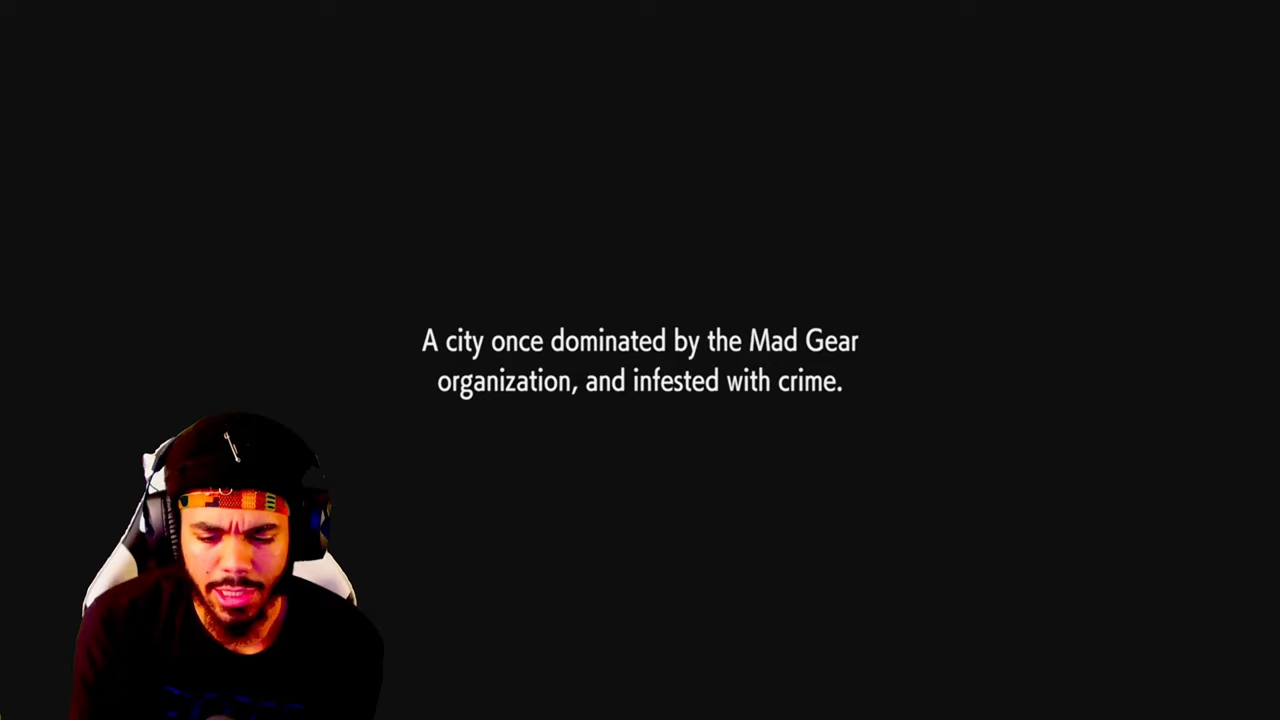 A city once dominated by the Mad Gear
organization, and infested with crime.